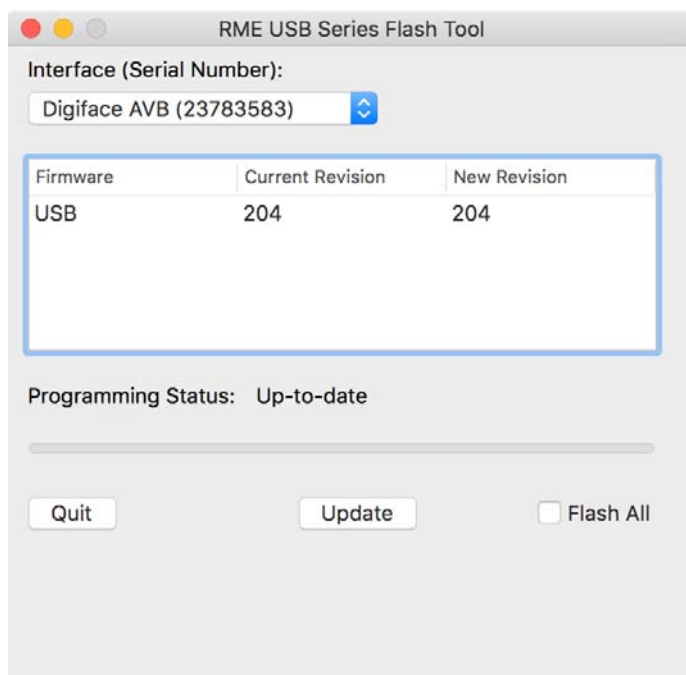 RME USB Series Flash Tool
Interface (Serial Number):
Digiface AVB (23783583)
Firmware Current Revision New Revision
USB 204 204
Programming Status: Up-to-date
Quit Update Flash All